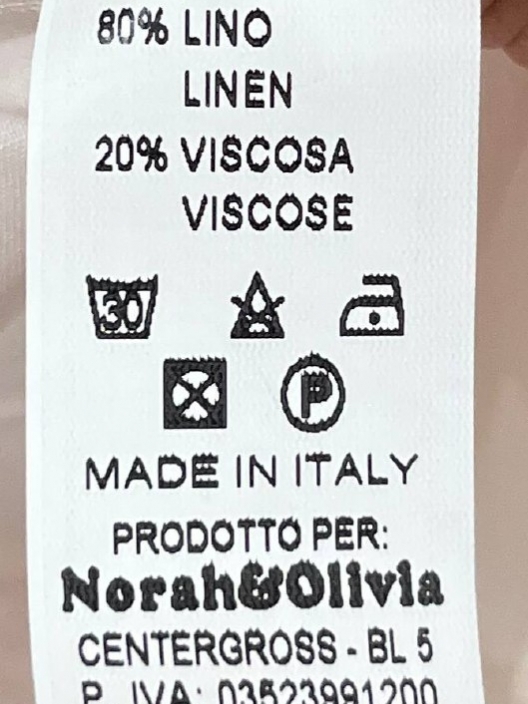 80% LINO
LINEN
20% VISCOSA
VISCOSE
30
P
MADE IN ITALY
PRODOTTO PER:
Norah&Olivia
CENTERGROSS - BL 5
P. IVA: 03523991200